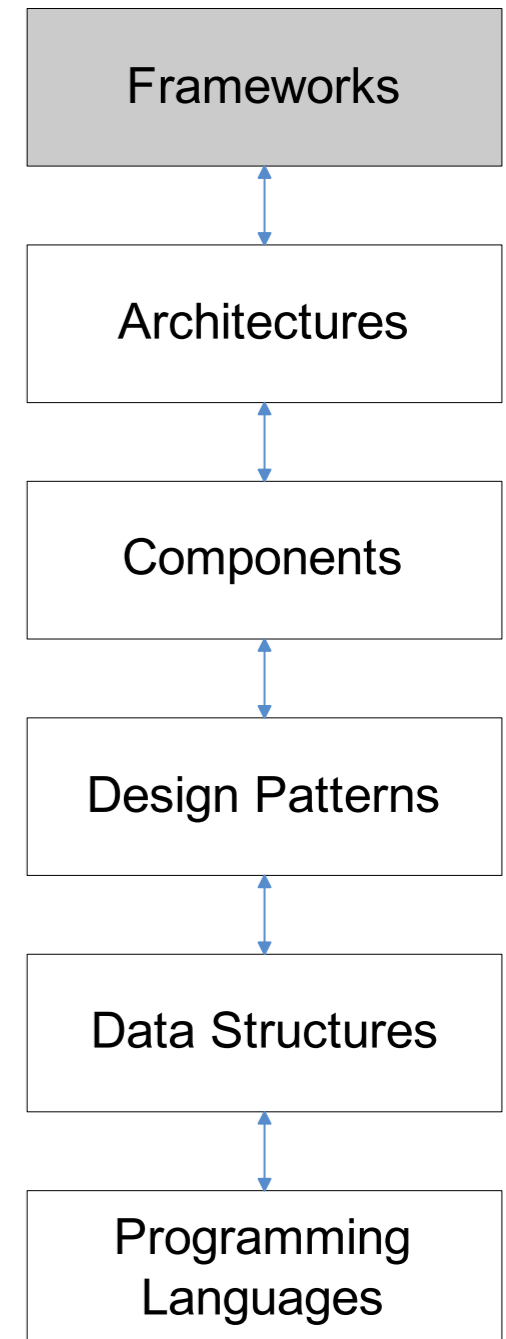 Frameworks
Architectures
Components
Design Patterns
Data Structures
Programming
Languages